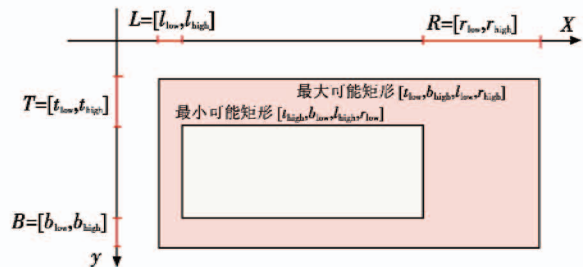 L=[l_low,l_high]
R=[r_low,r_high]
X
最大可能矩形[t_low,b_high,l_low,r_high]
T=[t_low,t_high]
最小可能矩形[t_high,b_low,l_high,r_low]
B=[b_low,b_high]
y